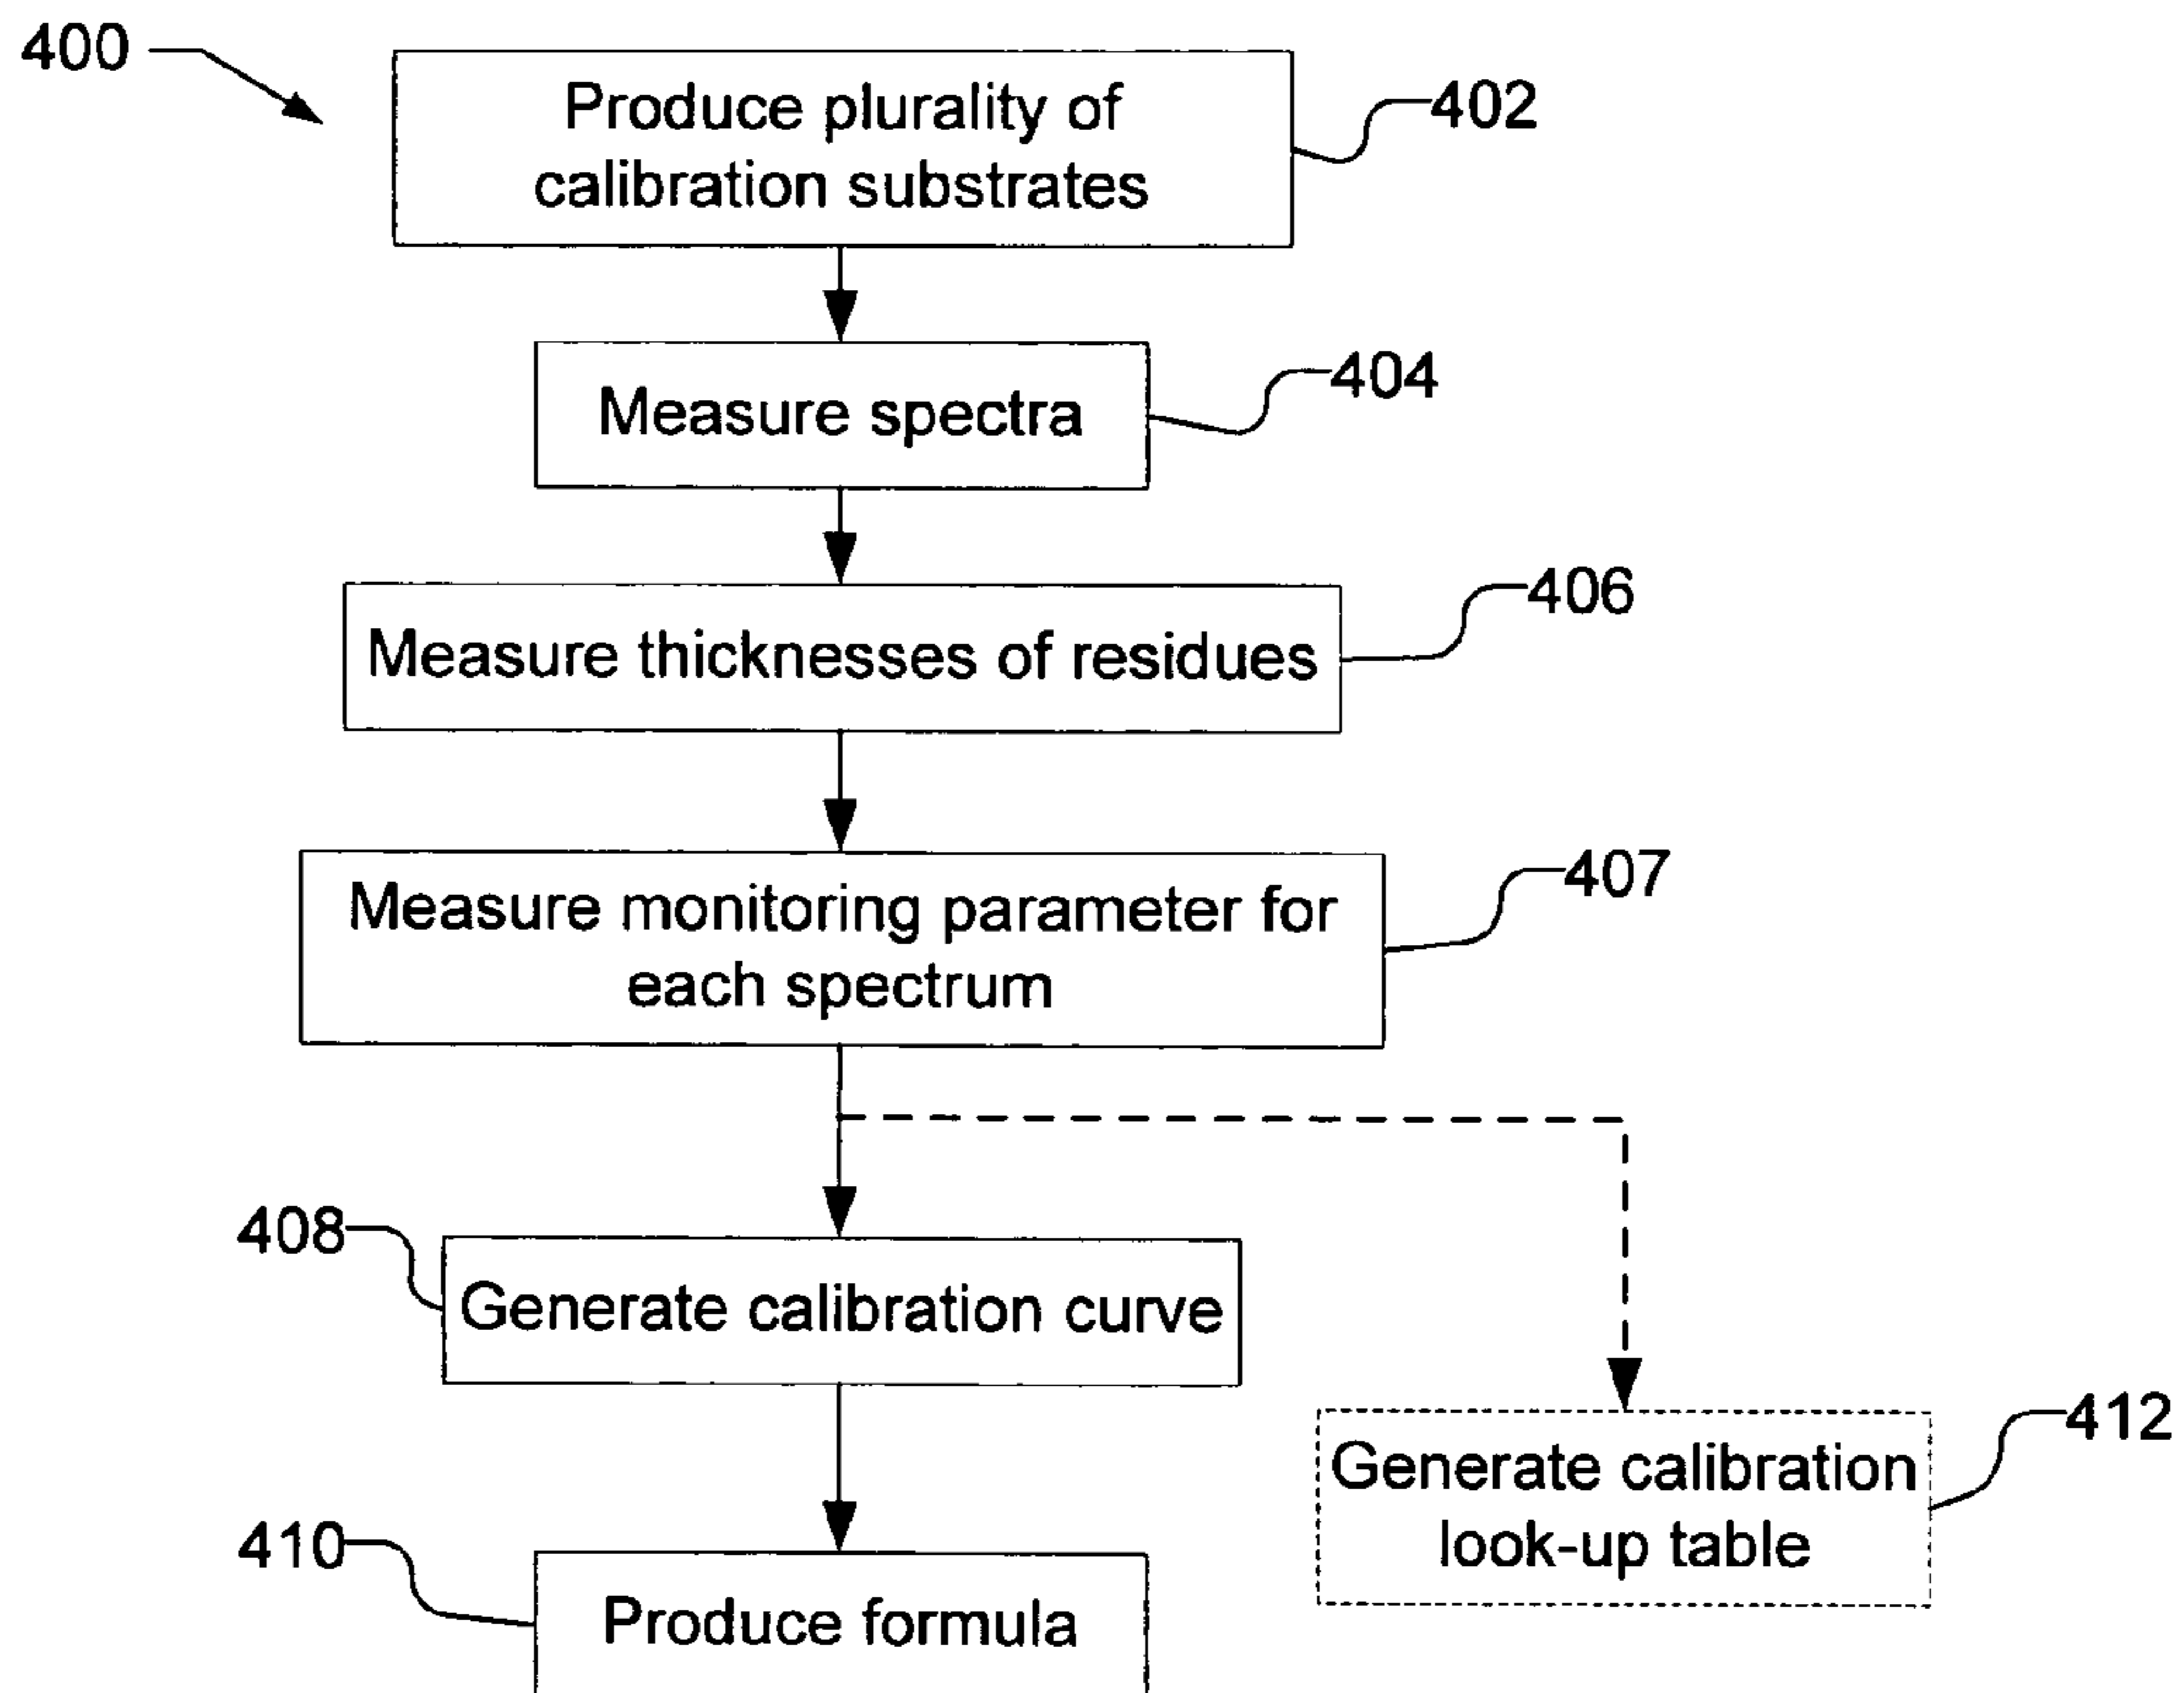 400
Produce plurality of
calibration substrates
402
Measure spectra
404
Measure thicknesses of residues
406
Measure monitoring parameter for
each spectrum
407
408
Generate calibration curve
Generate calibration
look-up table
412
410
Produce formula